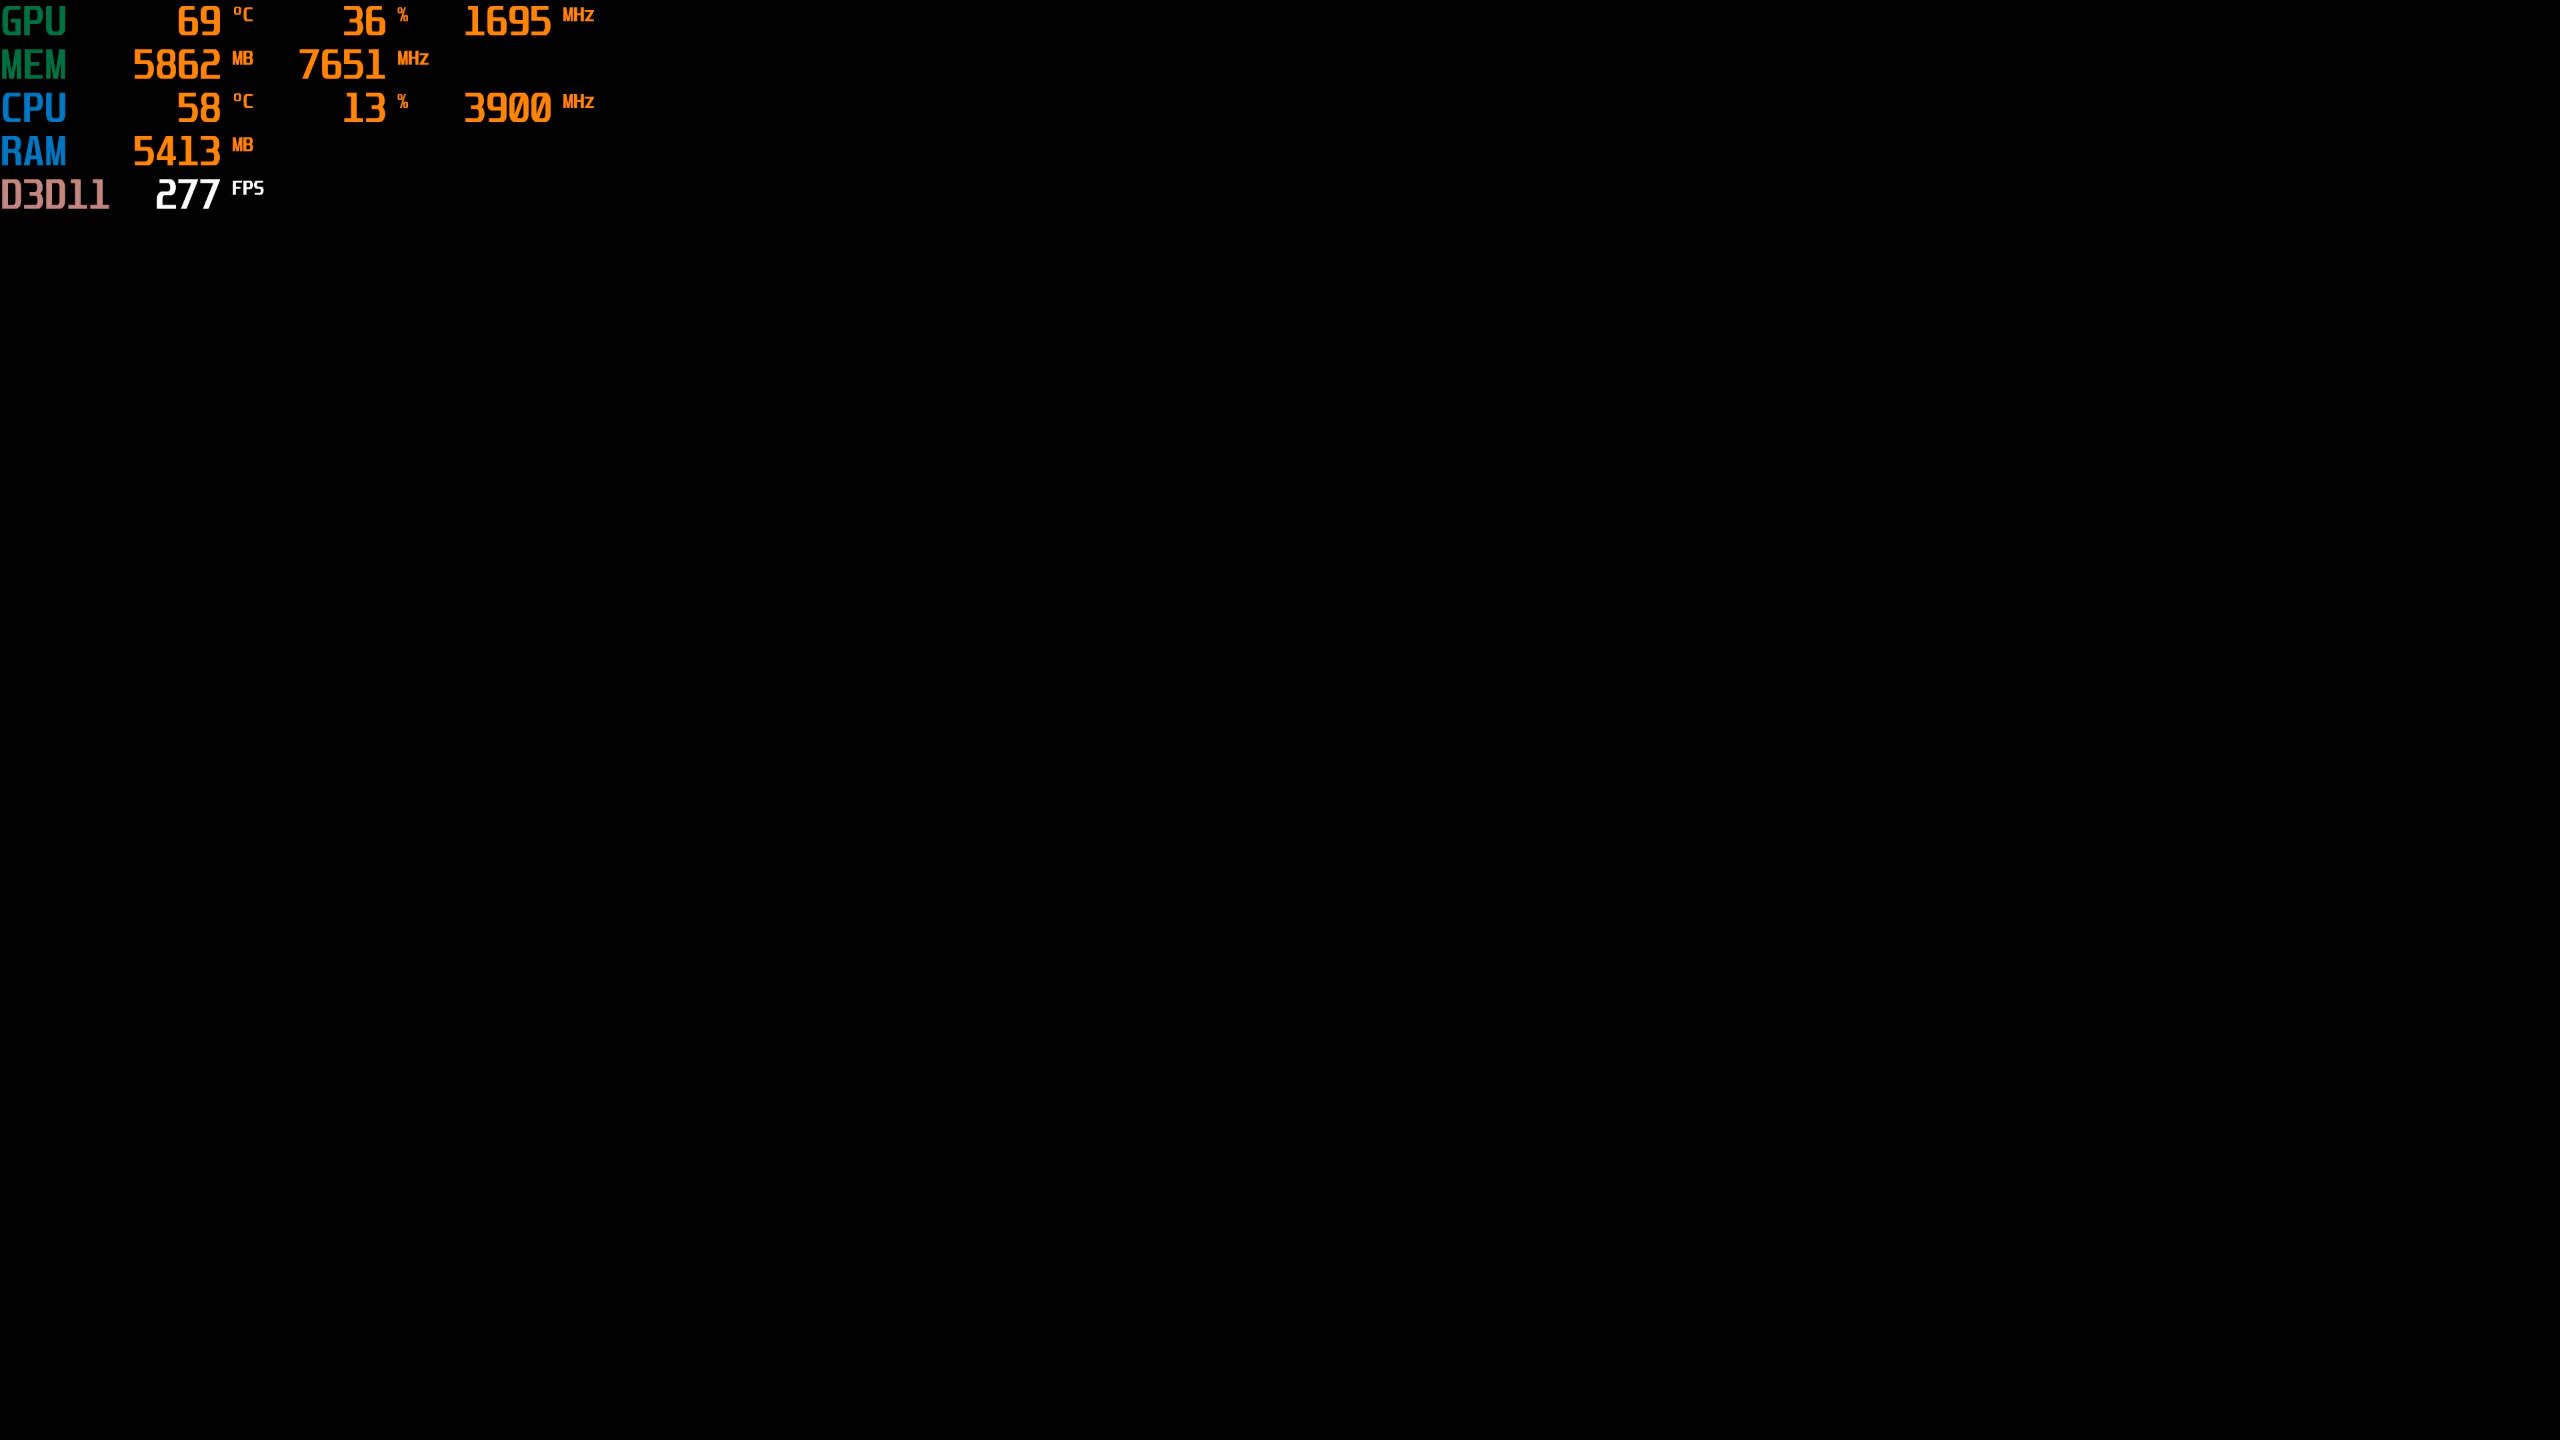 GPU 69 °C 36 % 1695 MHz
MEM 5862 MB 7651 MHz
CPU 58 °C 13 % 3900 MHz
RAM 5413 MB
D3D11 277 FPS